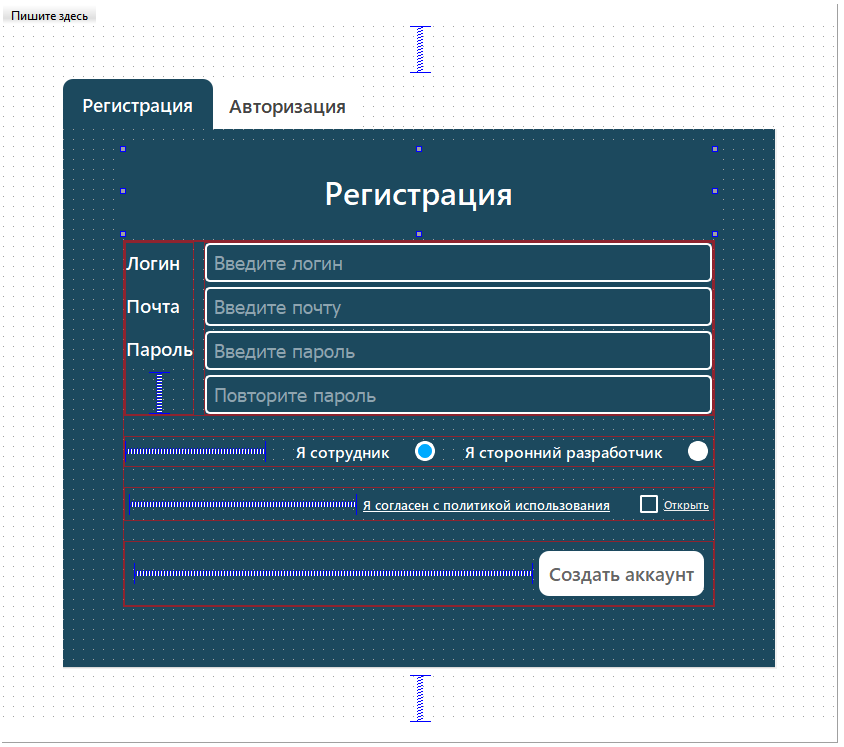 Пишите здесь
Регистрация Авторизация
Регистрация
Логин Введите логин
Почта Введите почту
Пароль Введите пароль
Повторите пароль
Я сотрудник Я сторонний разработчик
Я согласен с политикой использования Открыть
Создать аккаунт